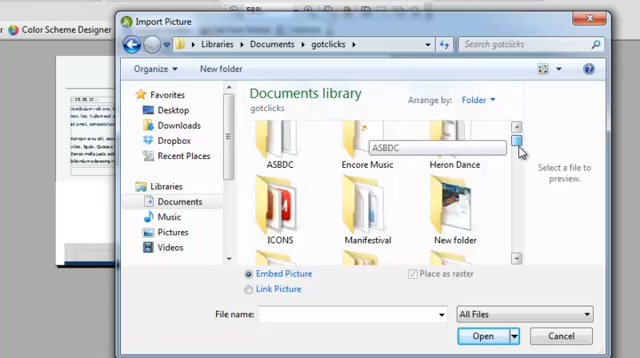 58%
Color Scheme Designer
Import Picture
Libraries ▸ Documents ▸ gotclicks ▸
Search gotclicks
Organize
New folder
Favorites
Desktop
Downloads
Dropbox
Recent Places
Libraries
Documents
Music
Pictures
Videos
Documents library
gotclicks
Arrange by: Folder
ASBDC
Encore Music
Heron Dance
ASBDC
ICONS
Manifestival
New folder
Select a file to
preview.
Embed Picture
Link Picture
Place as raster
File name:
All Files
Open
Cancel